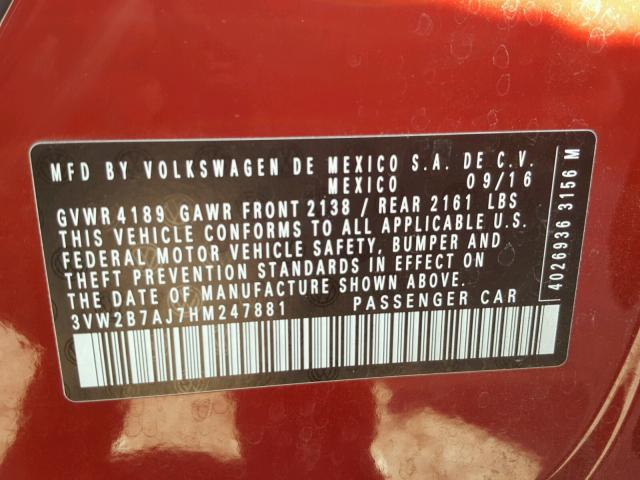 MFD BY VOLKSWAGEN DE MEXICO S.A. DE C.V.
MEXICO 09/16
GVWR 4189 GAWR FRONT 2138 / REAR 2161 LBS
THIS VEHICLE CONFORMS TO ALL APPLICABLE U.S.
FEDERAL MOTOR VEHICLE SAFETY, BUMPER AND
THEFT PREVENTION STANDARDS IN EFFECT ON
THE DATE OF MANUFACTURE SHOWN ABOVE.
3VW2B7AJ7HM247881 PASSENGER CAR
4026936 3156 M